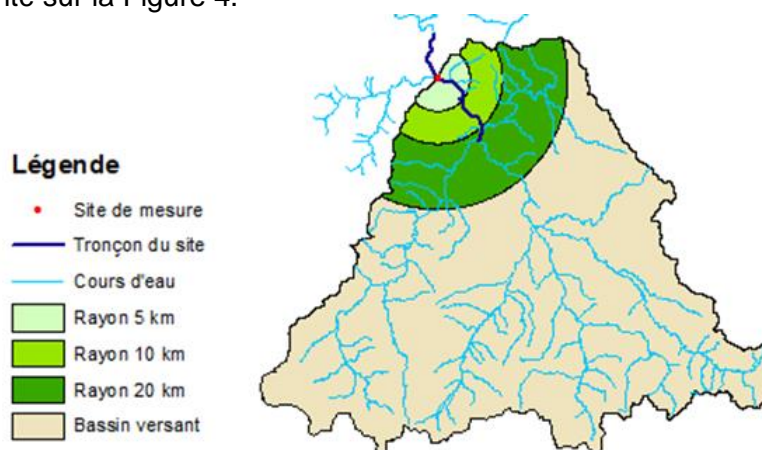 sur la Figure 4.
Légende
Site de mesure
Tronçon du site
Cours d'eau
Rayon 5 km
Rayon 10 km
Rayon 20 km
Bassin versant